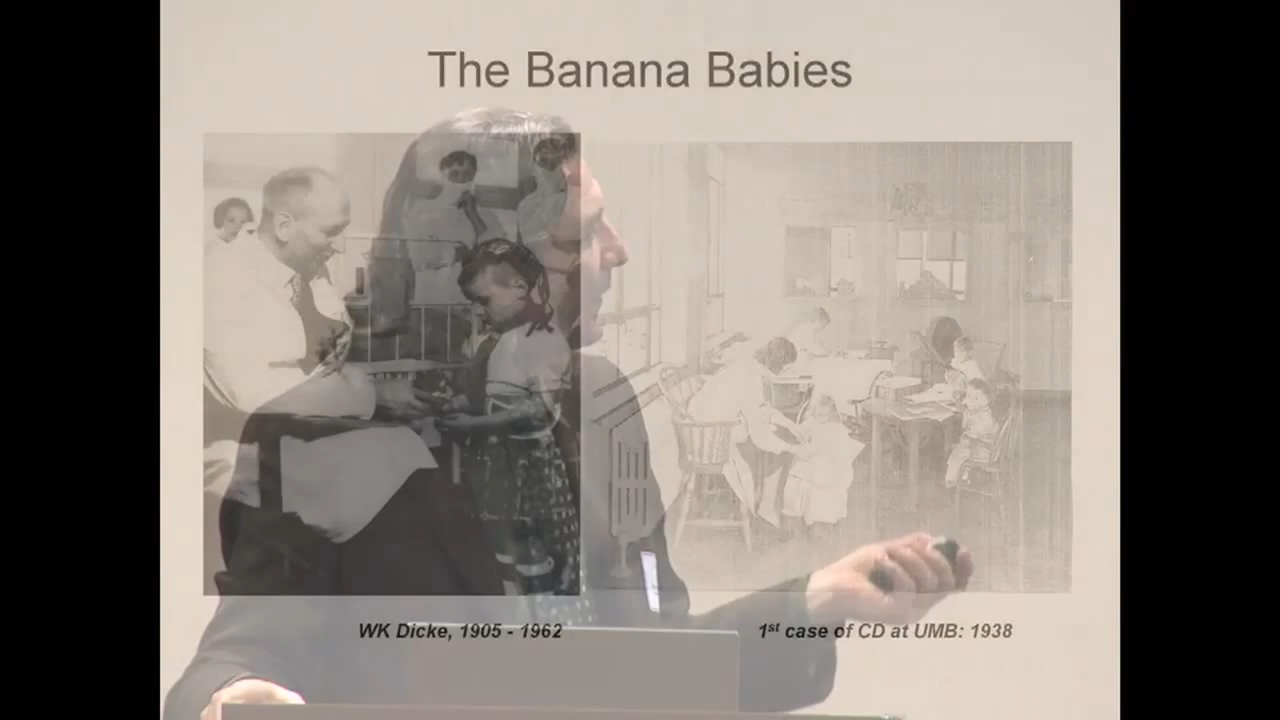 The Banana Babies
WK Dicke, 1905 - 1962
1st case of CD at UMB: 1938